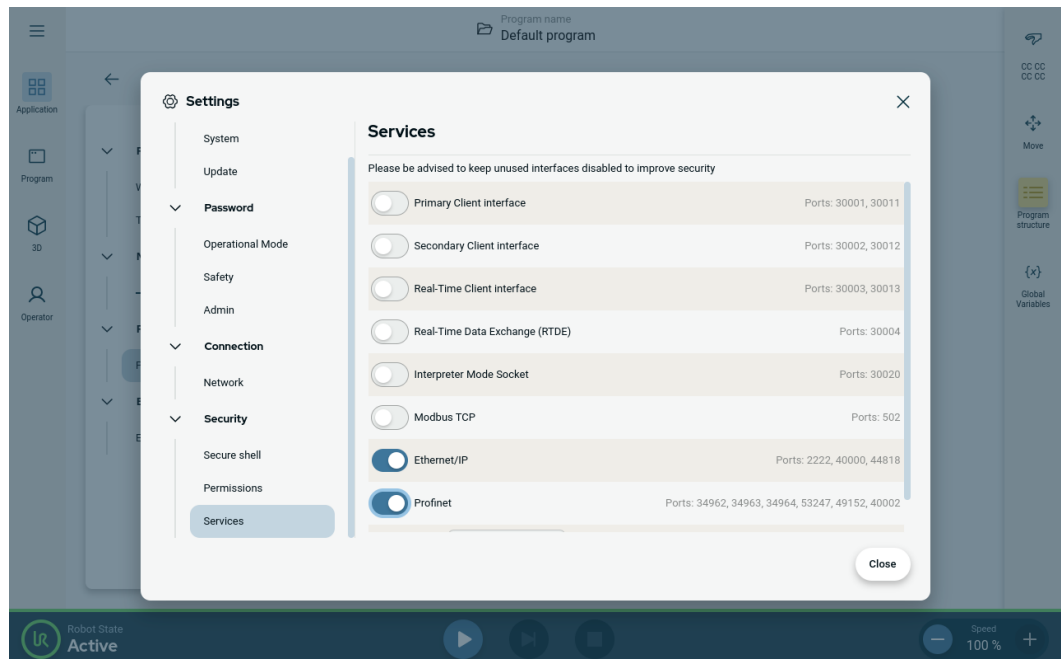 Program name
Default program
Application
Program
3D
Operator
Settings
System
Update
Password
Operational Mode
Safety
Admin
Connection
Network
Security
Secure shell
Permissions
Services
Services
Please be advised to keep unused interfaces disabled to improve security
Primary Client interface Ports: 30001, 30011
Secondary Client interface Ports: 30002, 30012
Real-Time Client interface Ports: 30003, 30013
Real-Time Data Exchange (RTDE) Ports: 30004
Interpreter Mode Socket Ports: 30020
Modbus TCP Ports: 502
Ethernet/IP Ports: 2222, 40000, 44818
Profinet Ports: 34962, 34963, 34964, 53247, 49152, 40002
Close
CC CC
CC CC
Move
Program
structure
{x}
Global
Variables
UR
Robot State
Active
Speed
100 %